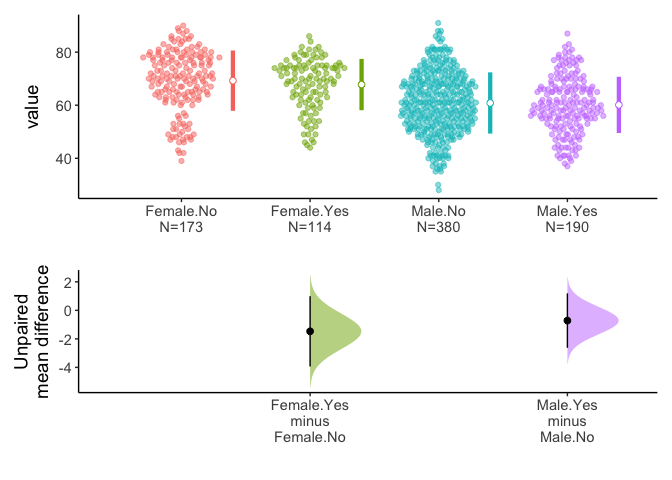 value
80
60
40
Female.No
N=173
Female.Yes
N=114
Male.No
N=380
Male.Yes
N=190
Unpaired
mean difference
2
0
-2
-4
Female.Yes
minus
Female.No
Male.Yes
minus
Male.No